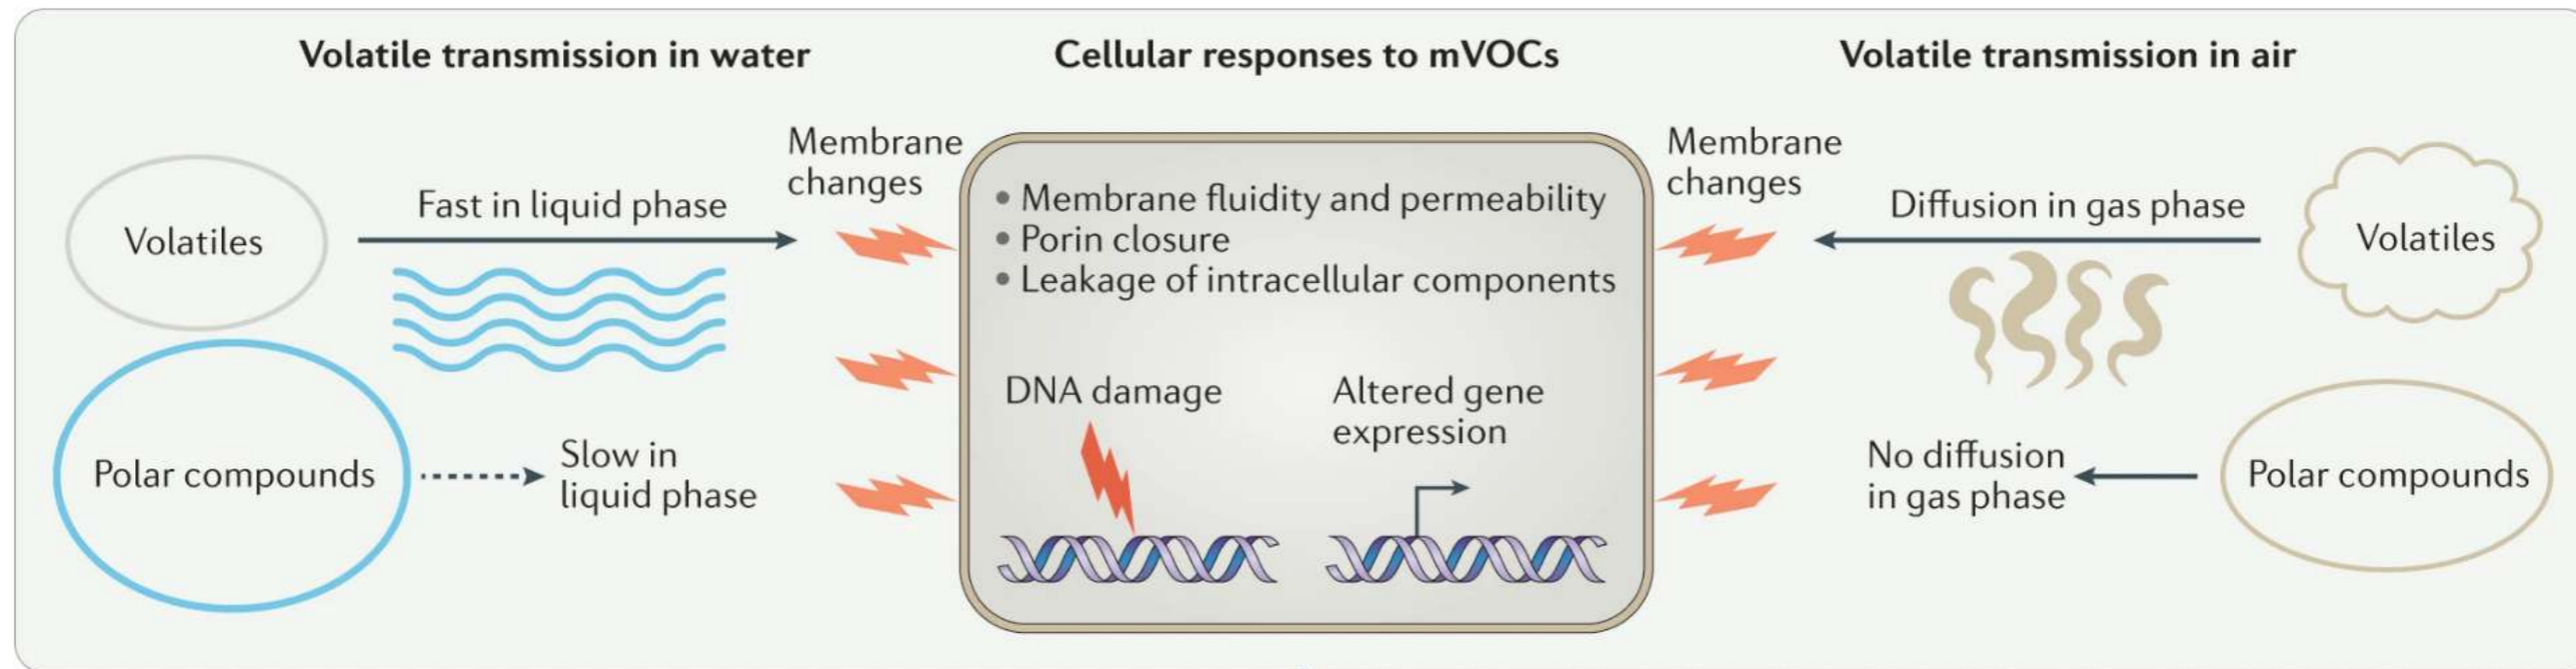 Volatile transmission in water
Cellular responses to mVOCs
Volatile transmission in air
Volatiles
Fast in liquid phase
Membrane
changes
Polar compounds
Slow in
liquid phase
• Membrane fluidity and permeability
• Porin closure
• Leakage of intracellular components
DNA damage
Altered gene
expression
Membrane
changes
Diffusion in gas phase
Volatiles
No diffusion
in gas phase
Polar compounds